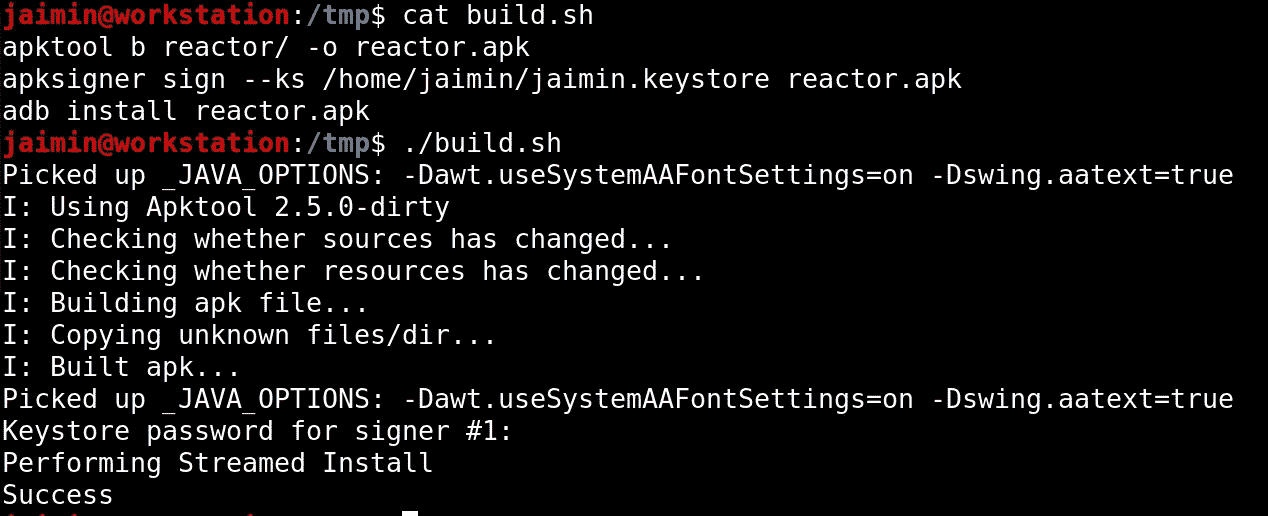 jaimin@workstation:/tmp$ cat build.sh
apktool b reactor/ -o reactor.apk
apksigner sign --ks /home/jaimin/jaimin.keystore reactor.apk
adb install reactor.apk
jaimin@workstation:/tmp$ ./build.sh
Picked up _JAVA_OPTIONS: -Dawt.useSystemAAFontSettings=on -Dswing.aatext=true
I: Using Apktool 2.5.0-dirty
I: Checking whether sources has changed...
I: Checking whether resources has changed...
I: Building apk file...
I: Copying unknown files/dir...
I: Built apk...
Picked up _JAVA_OPTIONS: -Dawt.useSystemAAFontSettings=on -Dswing.aatext=true
Keystore password for signer #1:
Performing Streamed Install
Success